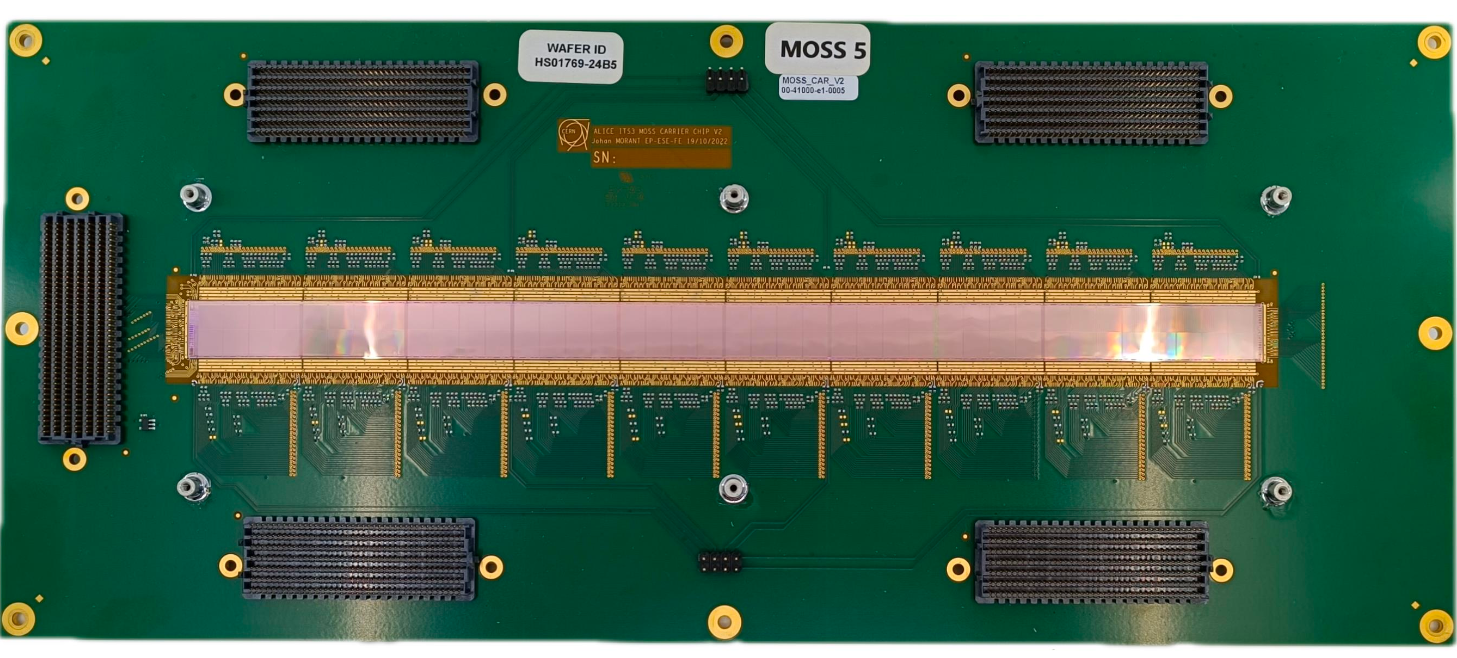 WAFER ID
HS01769-24B5
MOSS 5
MOSS_CAR_V2
00-41000-e1-0005
CERN
ALICE ITS3 MOSS CARRIER CHIP V2
Johan MORANT EP-ESE-FE 19/10/2022
SN: